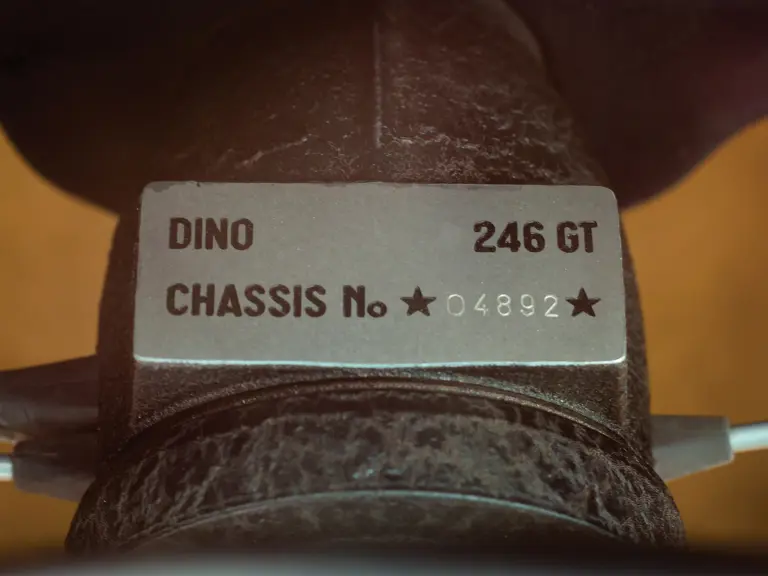 DINO 246 GT
CHASSIS No ★ 04892 ★